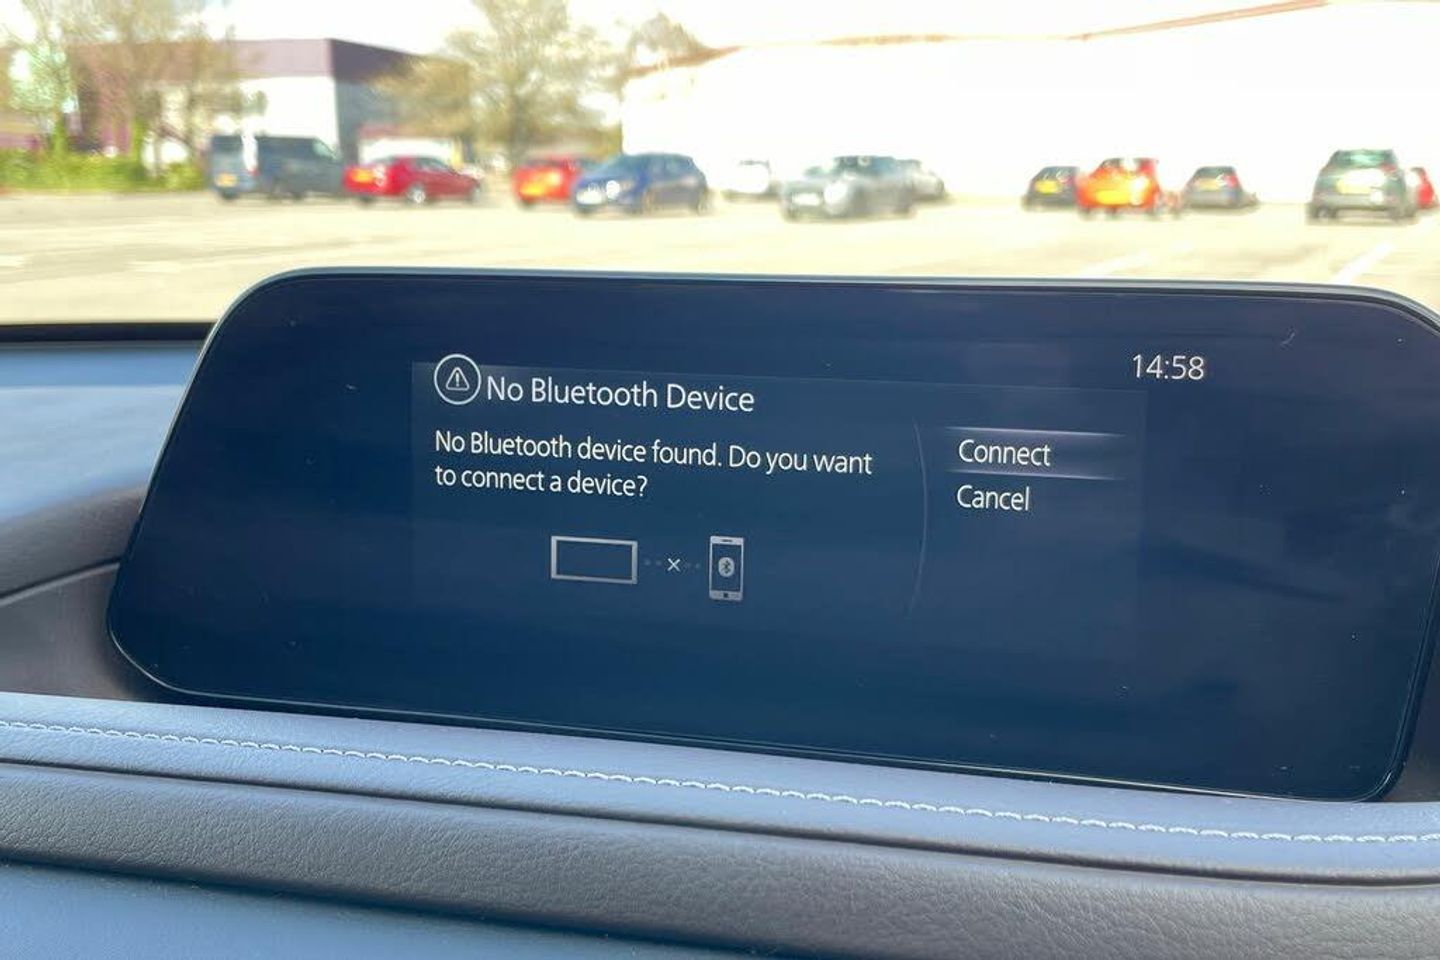 14:58
No Bluetooth Device
No Bluetooth device found. Do you want
to connect a device?
Connect
Cancel